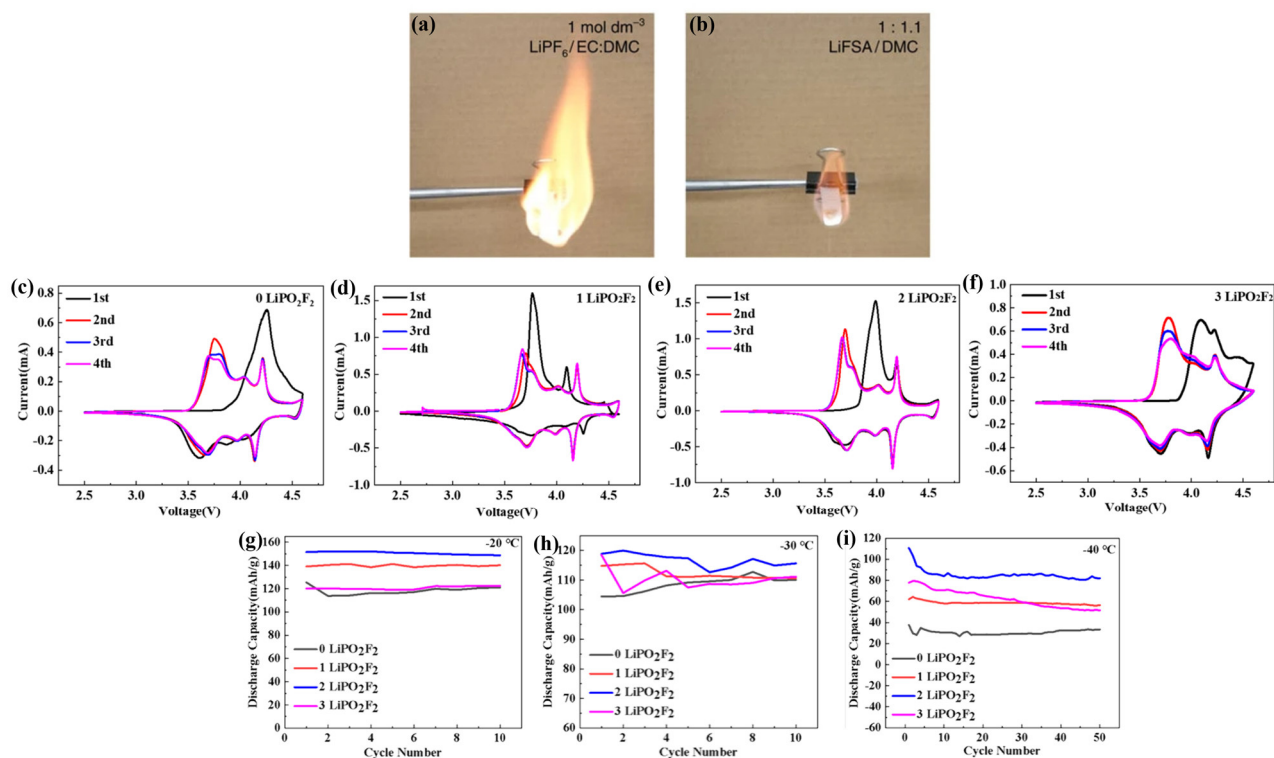 (a)
1 mol dm⁻³
LiPF₆/EC:DMC
(b)
1 : 1.1
LiFSA/DMC
(c)
0 LiPO₂F₂
1st
2nd
3rd
4th
0.8
0.6
0.4
0.2
0.0
-0.2
-0.4
Current(mA)
2.5 3.0 3.5 4.0 4.5
Voltage(V)
(d)
1 LiPO₂F₂
1st
2nd
3rd
4th
1.5
1.0
0.5
0.0
-0.5
-1.0
Current(mA)
2.5 3.0 3.5 4.0 4.5
Voltage(V)
(e)
2 LiPO₂F₂
1st
2nd
3rd
4th
1.5
1.0
0.5
0.0
-0.5
-1.0
Current(mA)
2.5 3.0 3.5 4.0 4.5
Voltage(V)
(f)
3 LiPO₂F₂
1st
2nd
3rd
4th
1.0
0.8
0.6
0.4
0.2
0.0
-0.2
-0.4
-0.6
Current(mA)
2.5 3.0 3.5 4.0 4.5
Voltage(V)
(g)
-20 ℃
160
140
120
100
80
60
40
20
0
Discharge Capacity(mAh/g)
0 LiPO₂F₂
1 LiPO₂F₂
2 LiPO₂F₂
3 LiPO₂F₂
0 2 4 6 8 10
Cycle Number
(h)
-30 ℃
120
110
100
90
80
70
60
Discharge Capacity(mAh/g)
0 LiPO₂F₂
1 LiPO₂F₂
2 LiPO₂F₂
3 LiPO₂F₂
0 2 4 6 8 10
Cycle Number
(i)
-40 ℃
120
100
80
60
40
20
0
-20
-40
-60
Discharge Capacity(mAh/g)
0 LiPO₂F₂
1 LiPO₂F₂
2 LiPO₂F₂
3 LiPO₂F₂
0 10 20 30 40 50
Cycle Number